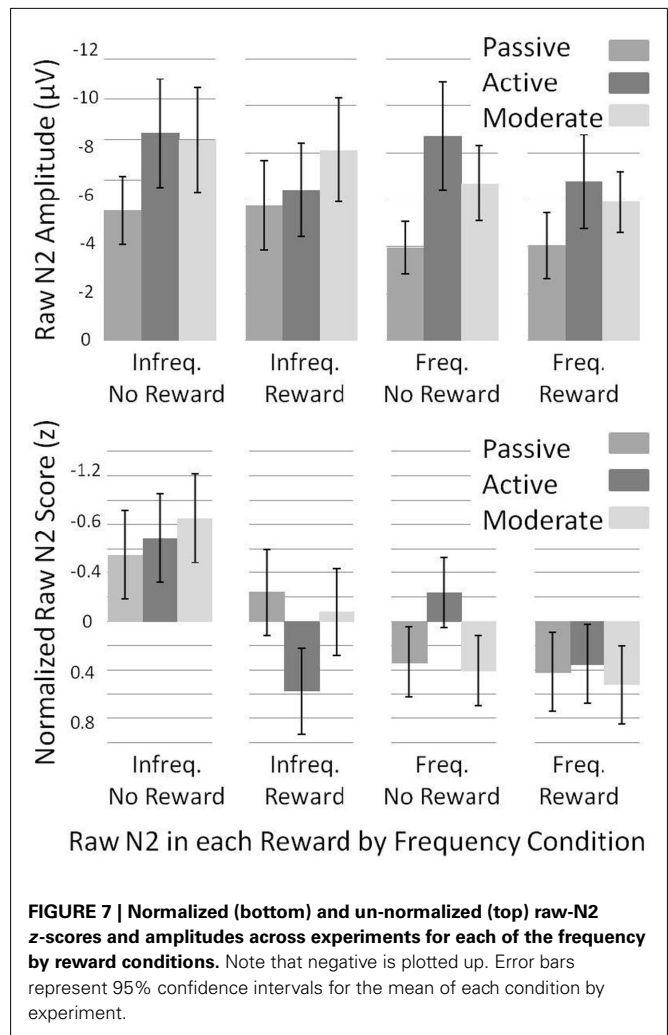 -12
-10
-8
-6
-4
-2
0
Raw N2 Amplitude (µV)
Passive
Active
Moderate
Infreq.
No Reward
Infreq.
Reward
Freq.
No Reward
Freq.
Reward
Normalized Raw N2 Score (z)
-1.2
-0.6
-0.4
0
0.4
0.8
Passive
Active
Moderate
Infreq.
No Reward
Infreq.
Reward
Freq.
No Reward
Freq.
Reward
Raw N2 in each Reward by Frequency Condition
FIGURE 7 | Normalized (bottom) and un-normalized (top) raw-N2
z-scores and amplitudes across experiments for each of the frequency
by reward conditions. Note that negative is plotted up. Error bars
represent 95% confidence intervals for the mean of each condition by
experiment.